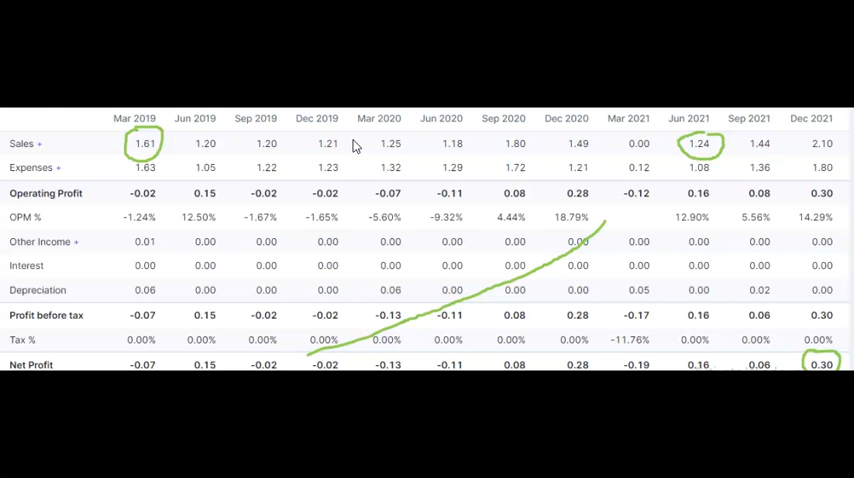 Mar 2019 Jun 2019 Sep 2019 Dec 2019 Mar 2020 Jun 2020 Sep 2020 Dec 2020 Mar 2021 Jun 2021 Sep 2021 Dec 2021
Sales + 1.61 1.20 1.20 1.21 1.25 1.18 1.80 1.49 0.00 1.24 1.44 2.10
Expenses + 1.63 1.05 1.22 1.23 1.32 1.29 1.72 1.21 0.12 1.08 1.36 1.80
Operating Profit -0.02 0.15 -0.02 -0.02 -0.07 -0.11 0.08 0.28 -0.12 0.16 0.08 0.30
OPM % -1.24% 12.50% -1.67% -1.65% -5.60% -9.32% 4.44% 18.79% 12.90% 5.56% 14.29%
Other Income + 0.01 0.00 0.00 0.00 0.00 0.00 0.00 0.00 0.00 0.00 0.00 0.00
Interest 0.00 0.00 0.00 0.00 0.00 0.00 0.00 0.00 0.00 0.00 0.00 0.00
Depreciation 0.06 0.00 0.00 0.00 0.06 0.00 0.00 0.00 0.05 0.00 0.02 0.00
Profit before tax -0.07 0.15 -0.02 -0.02 -0.13 -0.11 0.08 0.28 -0.17 0.16 0.06 0.30
Tax % 0.00% 0.00% 0.00% 0.00% 0.00% 0.00% 0.00% 0.00% -11.76% 0.00% 0.00% 0.00%
Net Profit -0.07 0.15 -0.02 -0.02 -0.13 -0.11 0.08 0.28 -0.19 0.16 0.06 0.30